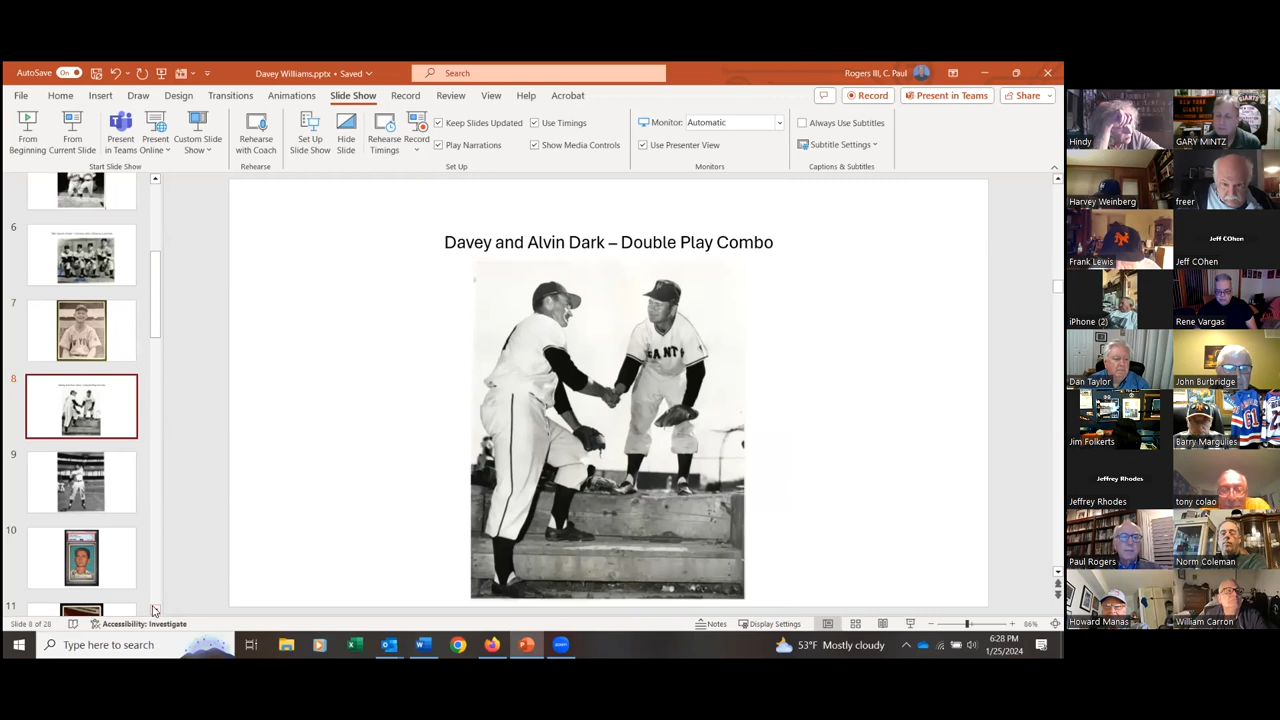 AutoSave On
Davey Williams.pptx • Saved
Search
Rogers III, C. Paul
File Home Insert Draw Design Transitions Animations Slide Show Record Review View Help Acrobat
Record
Present in Teams
Share
From Beginning
From Current Slide
Present in Teams
Present Online
Custom Slide Show
Rehearse with Coach
Set Up Slide Show
Hide Slide
Rehearse Timings
Record
Keep Slides Updated
Play Narrations
Use Timings
Show Media Controls
Monitor: Automatic
Use Presenter View
Always Use Subtitles
Subtitle Settings
Start Slide Show
Rehearse
Set Up
Monitors
Captions & Subtitles
6
7
8
9
10
11
Davey and Alvin Dark – Double Play Combo
Slide 8 of 28
Accessibility: Investigate
Notes
Display Settings
86%
Type here to search
53°F Mostly cloudy
6:28 PM
1/25/2024
Hindy
GARY MINTZ
Harvey Weinberg
freer
Frank Lewis
Jeff COhen
Jeff COhen
iPhone (2)
Rene Vargas
Dan Taylor
John Burbridge
Jim Folkerts
Barry Margulies
Jeffrey Rhodes
Jeffrey Rhodes
tony colao
Paul Rogers
Norm Coleman
Howard Manas
William Carron